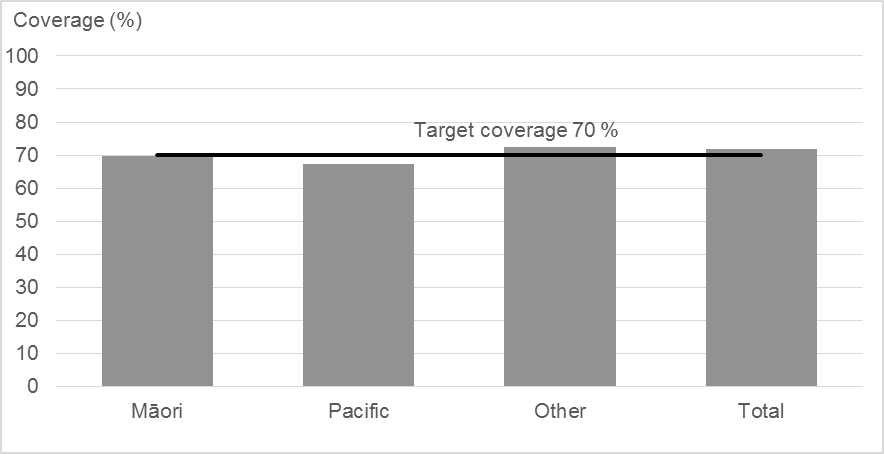 Coverage (%)
100
90
80
Target coverage 70 %
70
60
50
40
30
20
10
0
Māori
Pacific
Other
Total